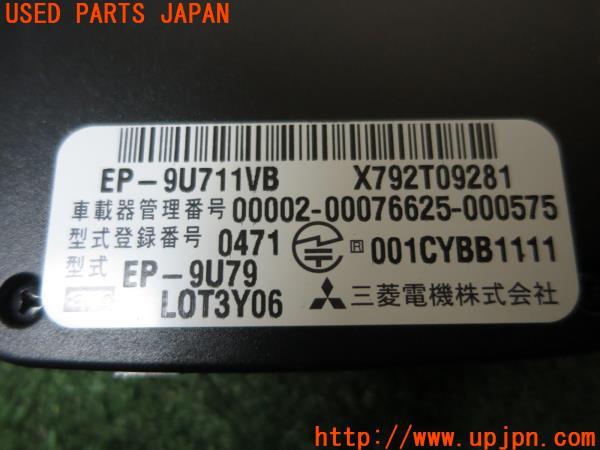 USED PARTS JAPAN
EP-9U711VB X792T09281
車載器管理番号 00002-00076625-000575
型式登録番号 0471 R 001CYBB1111
型式 EP-9U79
LOT3Y06 三菱電機株式会社
http://www.upjpn.com/